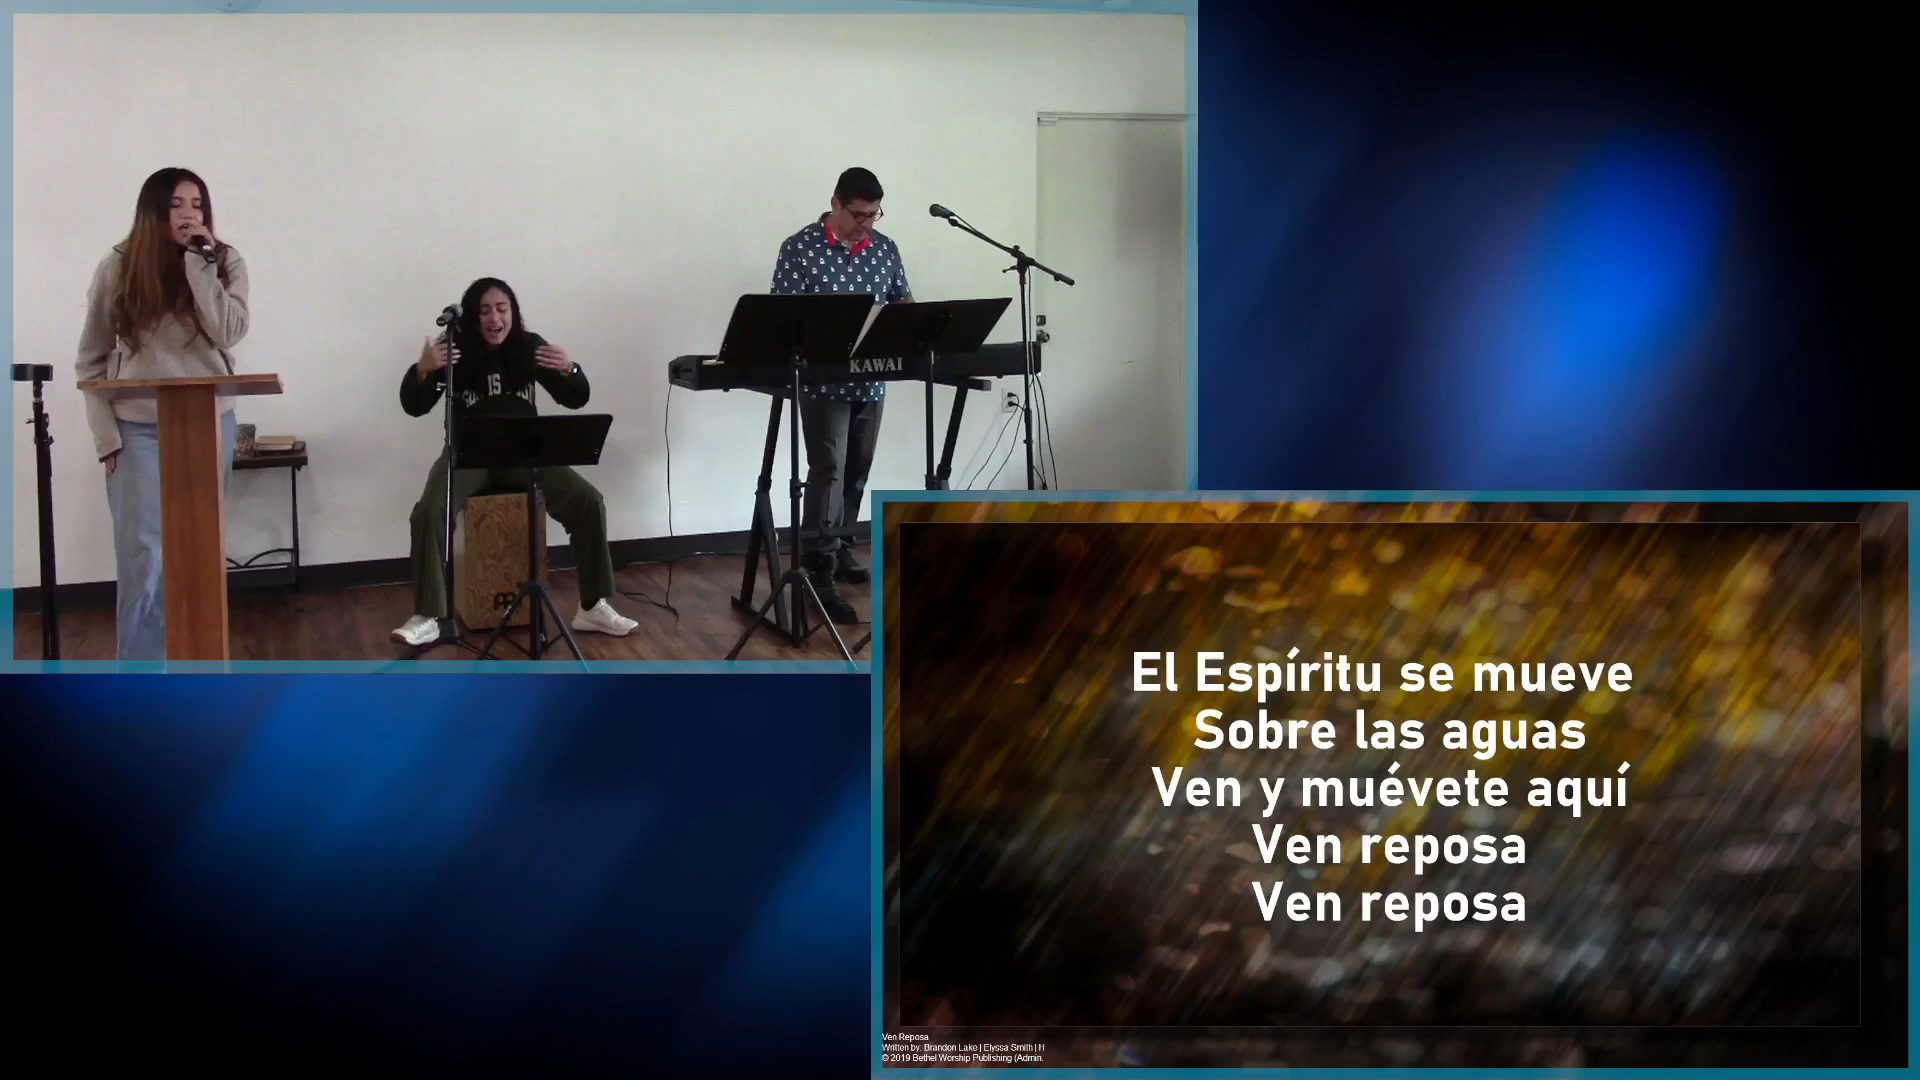 KAWAI
El Espíritu se mueve
Sobre las aguas
Ven y muévete aquí
Ven reposa
Ven reposa
Ven Reposa
Written by: Brandon Lake | Elyssa Smith | H
© 2019 Bethel Worship Publishing (Admin.